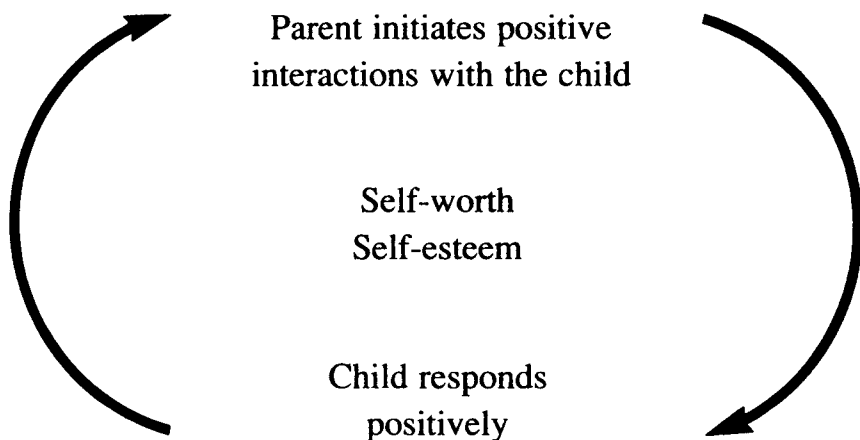 Parent initiates positive
interactions with the child
Self-worth
Self-esteem
Child responds
positively